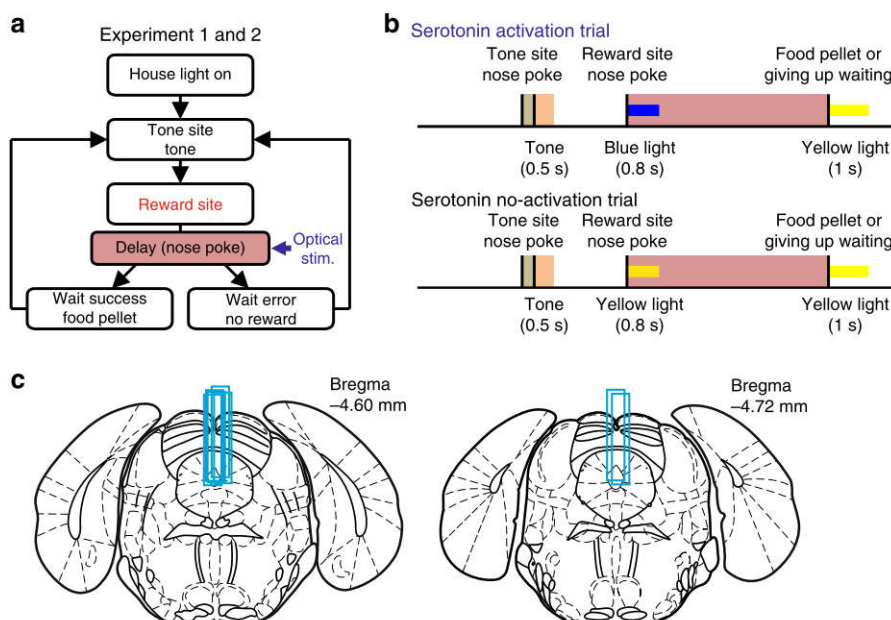 a
Experiment 1 and 2
House light on
Tone site
tone
Reward site
Delay (nose poke)
Optical
stim.
Wait success
food pellet
Wait error
no reward
b
Serotonin activation trial
Tone site
nose poke
Reward site
nose poke
Food pellet or
giving up waiting
Tone
(0.5 s)
Blue light
(0.8 s)
Yellow light
(1 s)
Serotonin no-activation trial
Tone site
nose poke
Reward site
nose poke
Food pellet or
giving up waiting
Tone
(0.5 s)
Yellow light
(0.8 s)
Yellow light
(1 s)
c
Bregma
–4.60 mm
Bregma
–4.72 mm